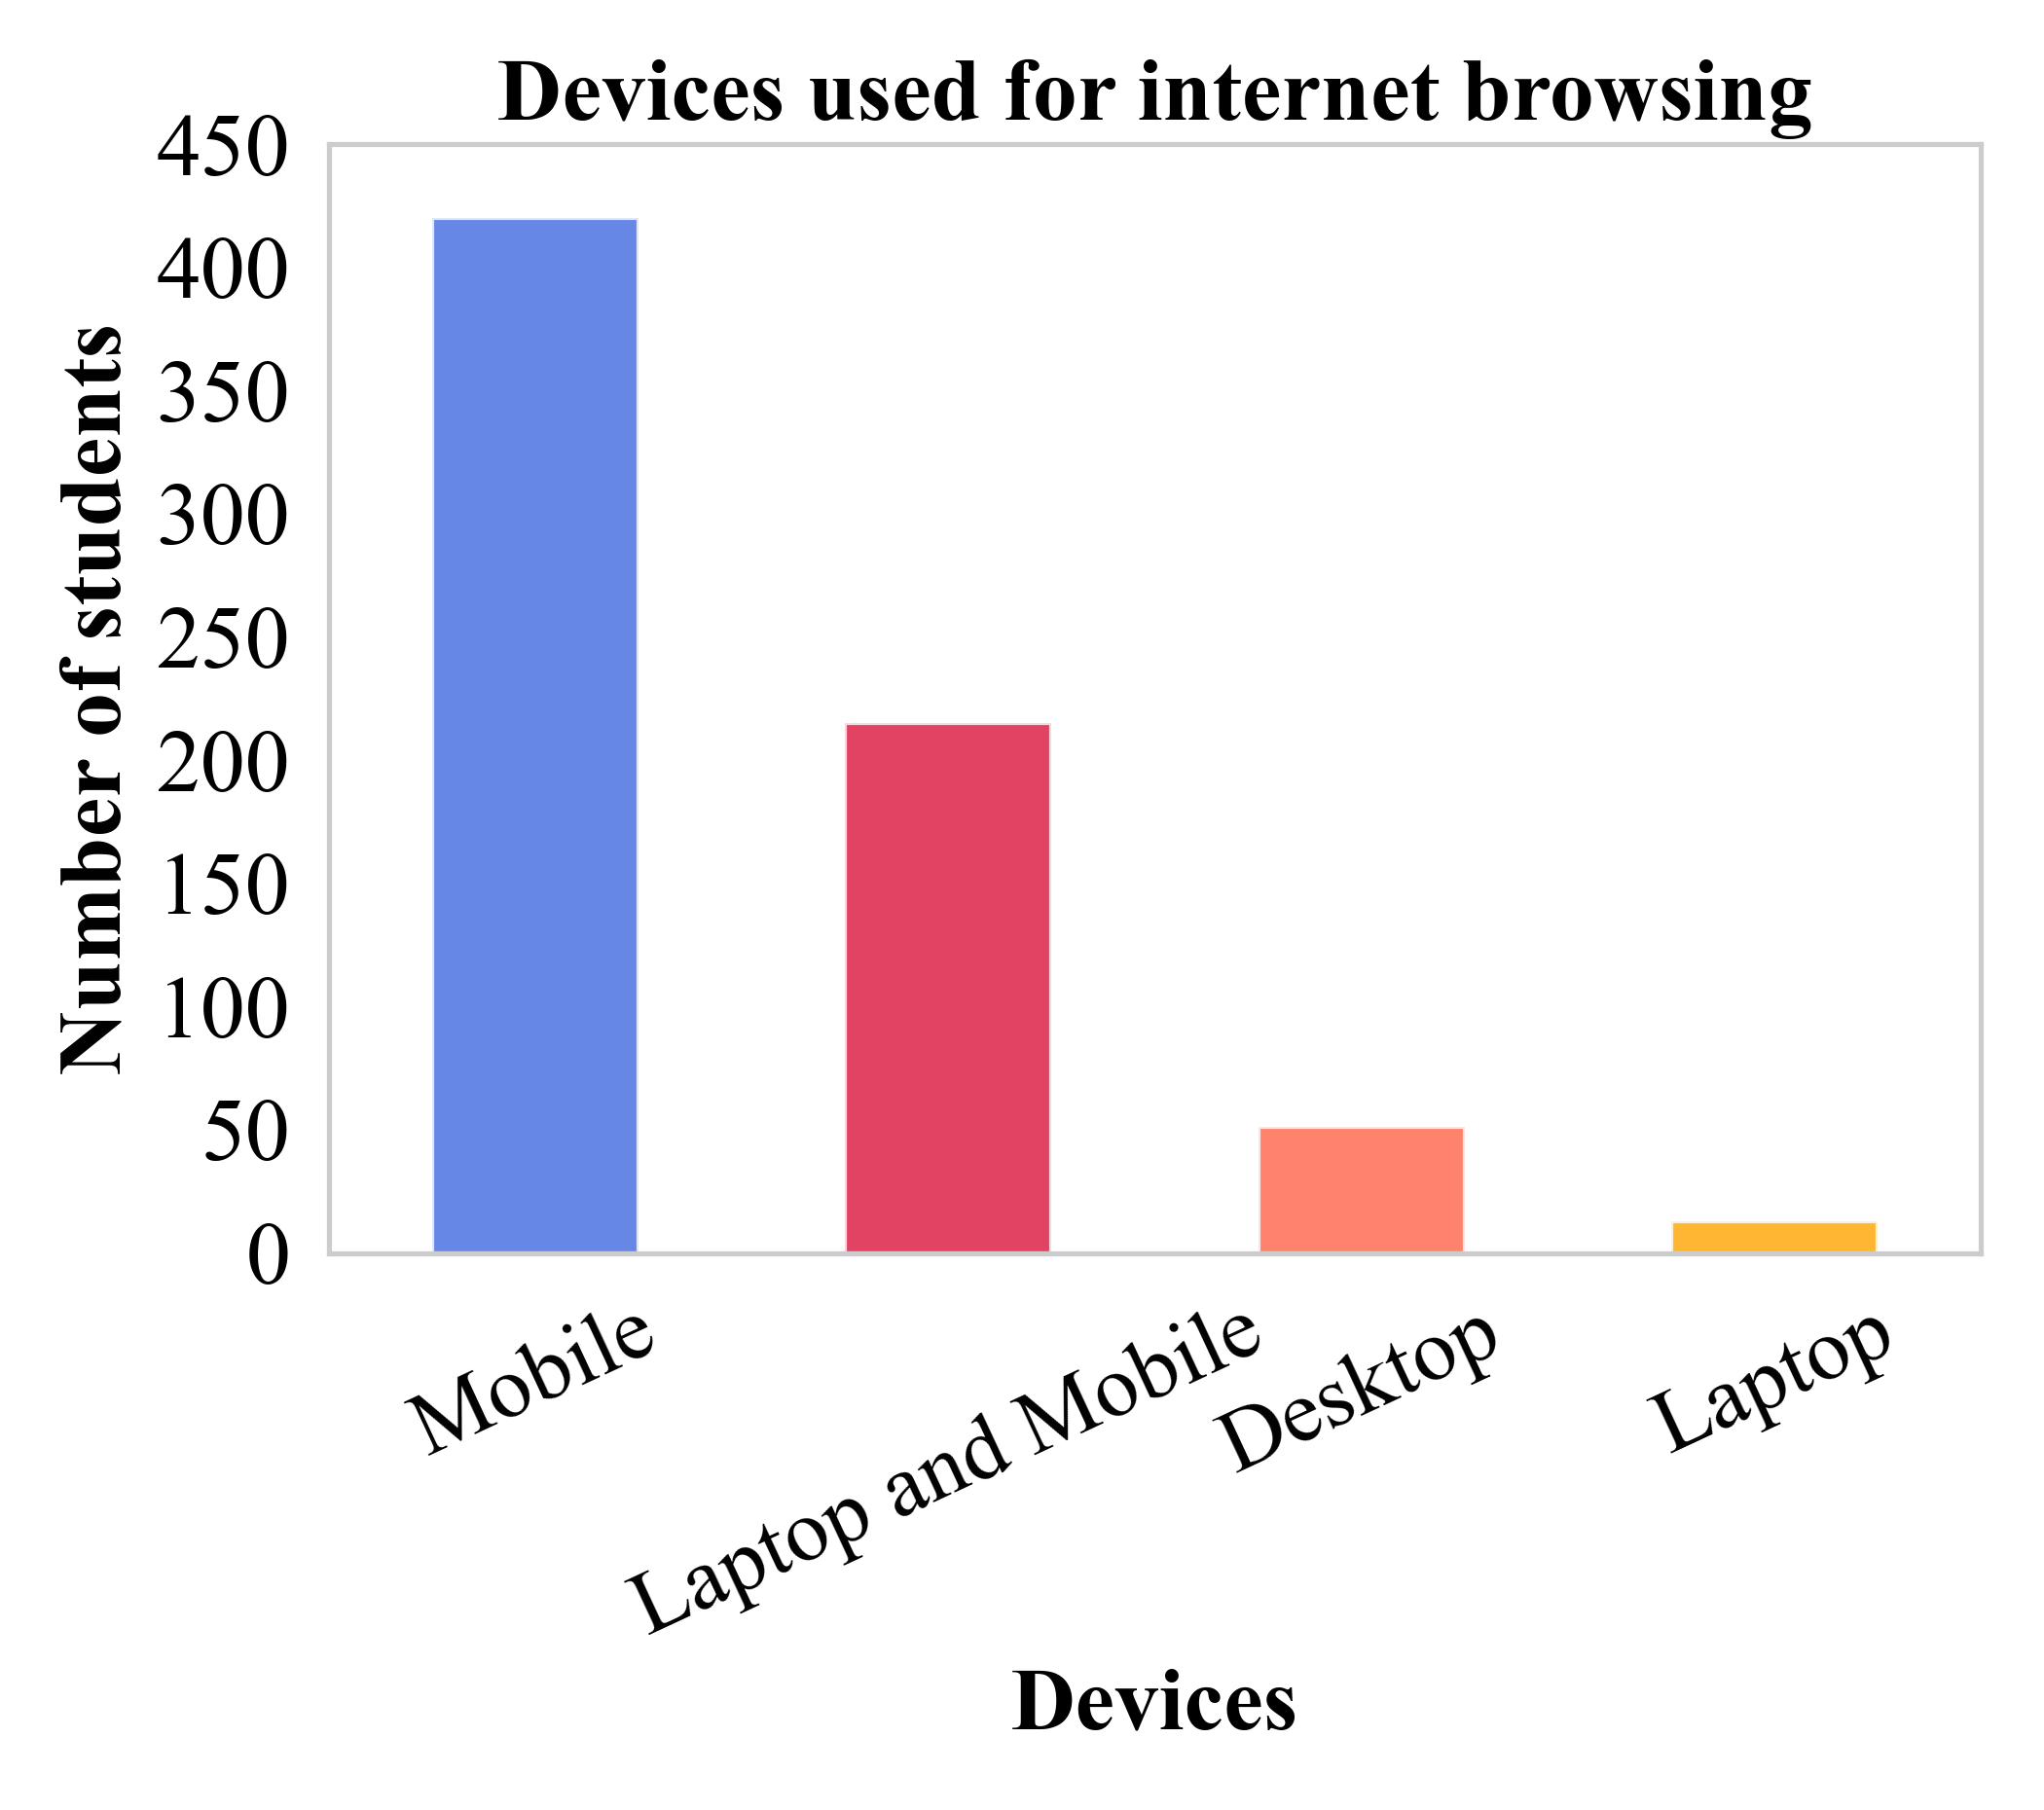 Devices used for internet browsing
450
400
350
300
250
200
150
100
50
0
Number of students
Mobile
Laptop and Mobile
Desktop
Laptop
Devices